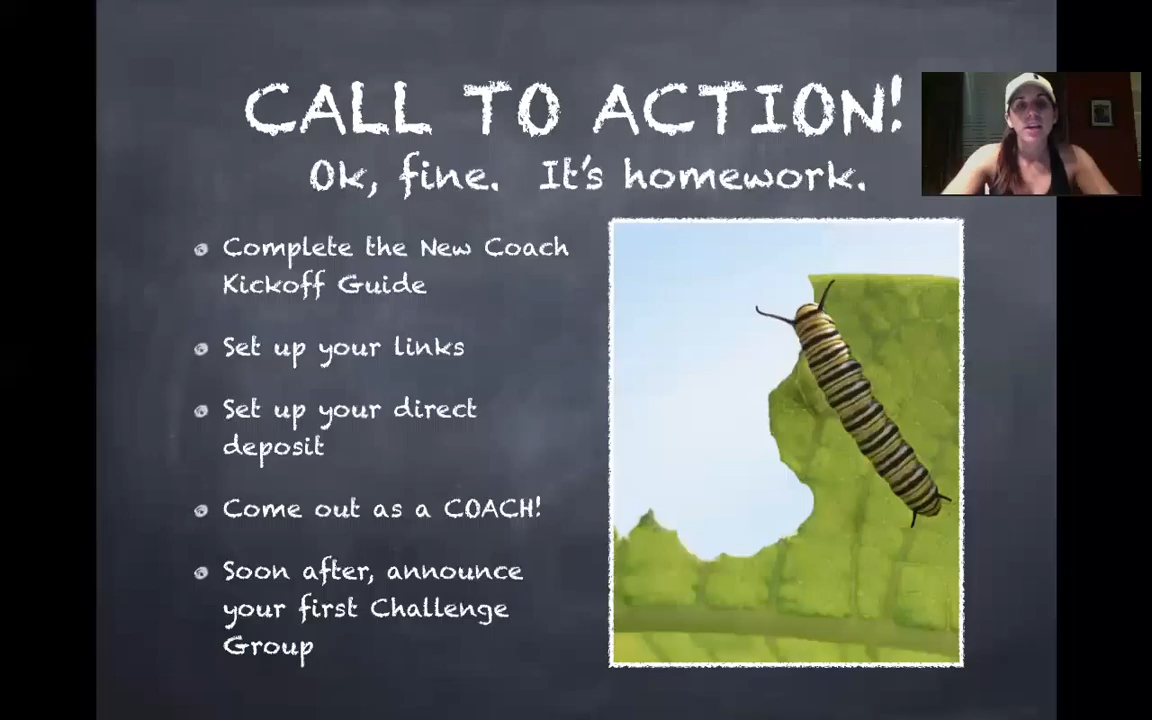 CALL TO ACTION!
Ok, fine. It's homework.
Complete the New Coach
Kickoff Guide
Set up your links
Set up your direct
deposit
Come out as a COACH!
Soon after, announce
your first Challenge
Group